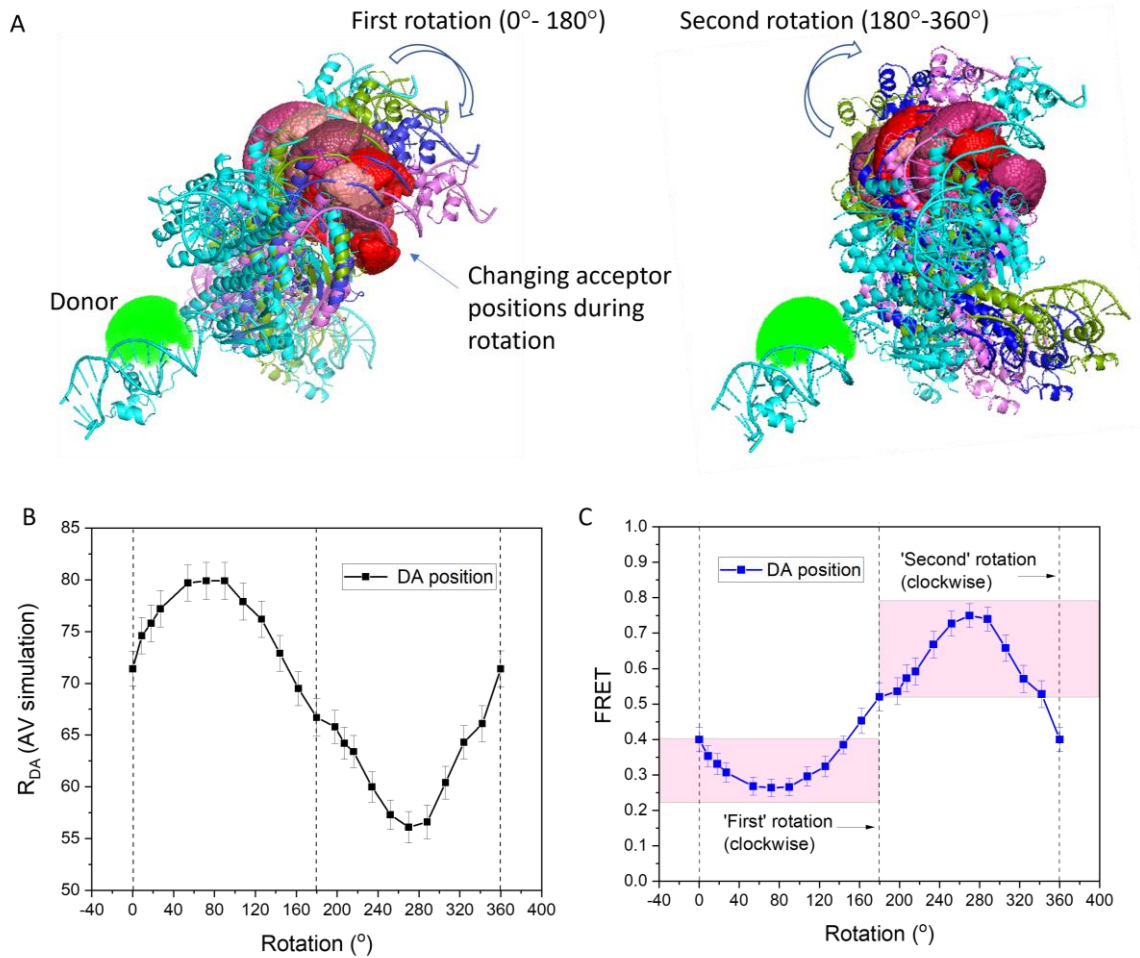 A
First rotation (0°- 180°)
Second rotation (180°-360°)
Donor
Changing acceptor
positions during
rotation
B
85
80
75
70
65
60
55
50
R_DA (AV simulation)
DA position
-40 0 40 80 120 160 200 240 280 320 360 400
Rotation (°)
C
1.0
0.9
0.8
0.7
0.6
0.5
0.4
0.3
0.2
0.1
0.0
FRET
DA position
'Second' rotation
(clockwise)
'First' rotation
(clockwise)
-40 0 40 80 120 160 200 240 280 320 360 400
Rotation (°)